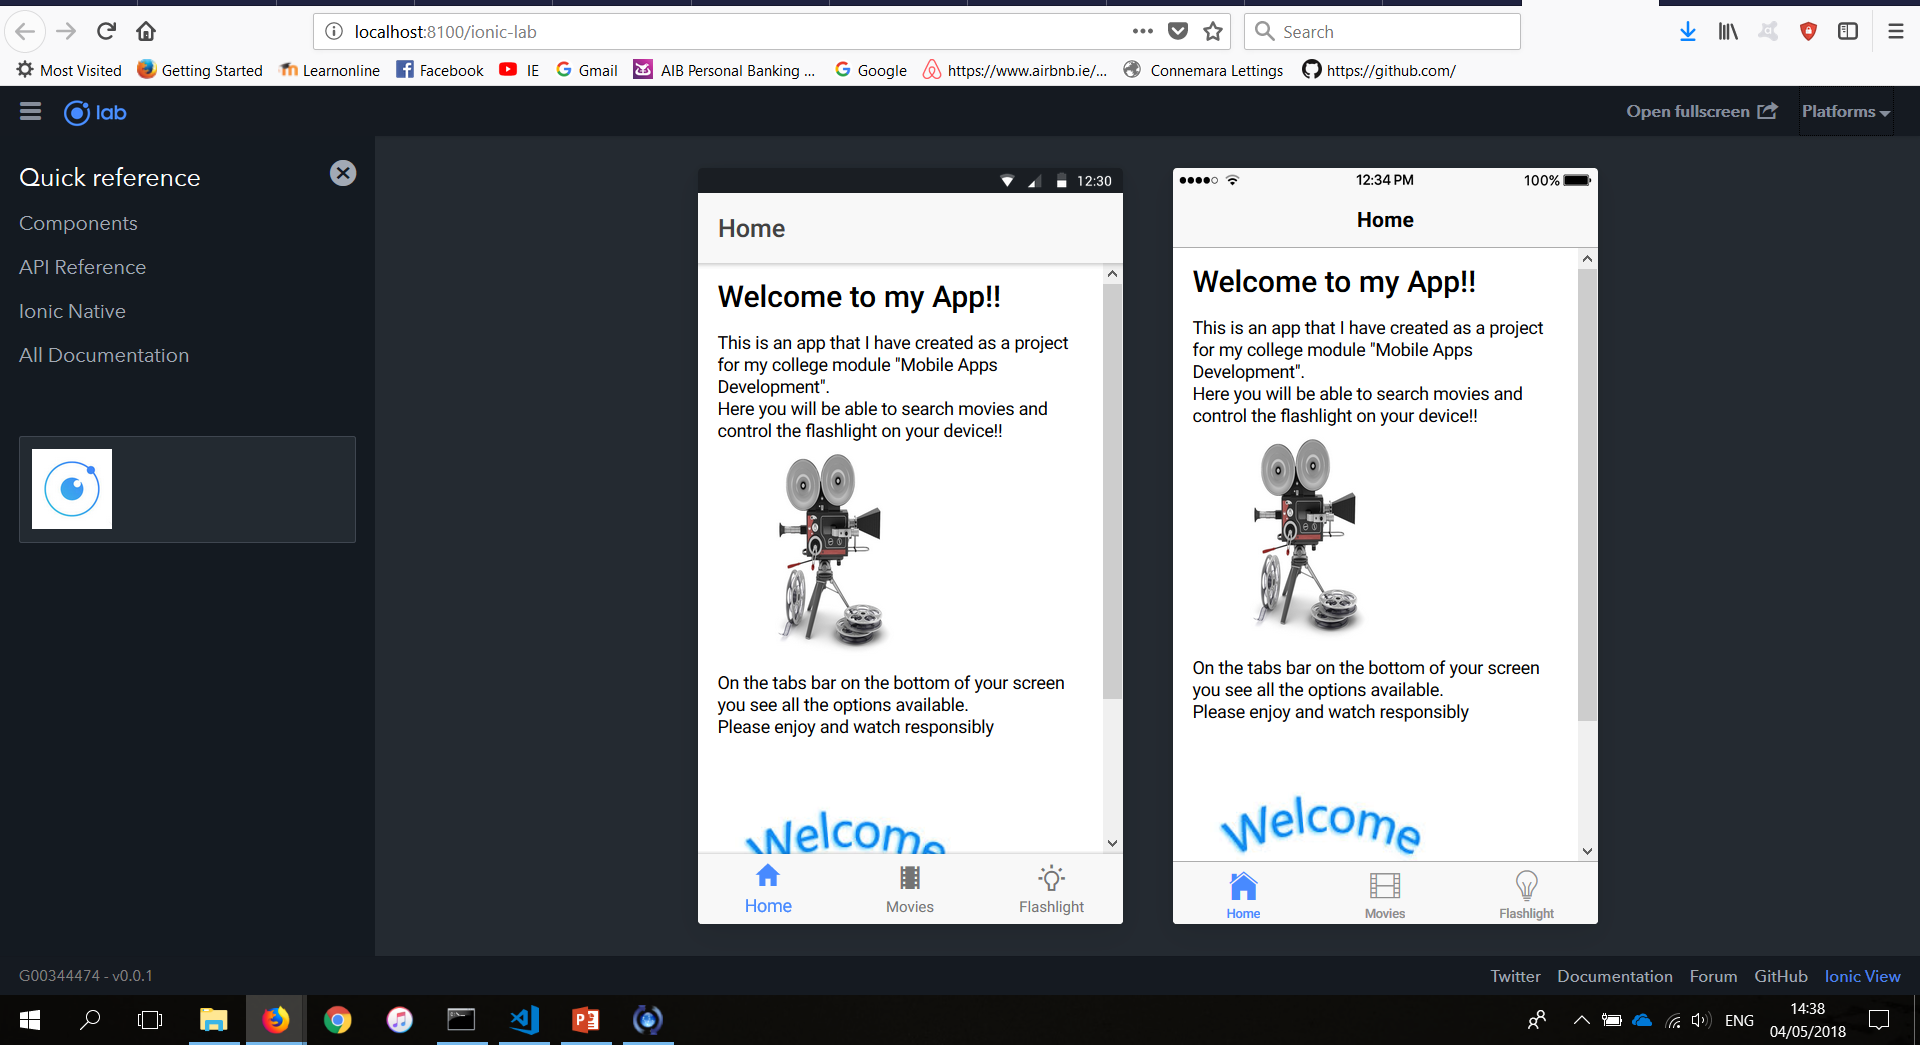 localhost:8100/ionic-lab
Search
Most Visited
Getting Started
Learnonline
Facebook
IE
Gmail
AIB Personal Banking ...
Google
https://www.airbnb.ie/...
Connemara Lettings
https://github.com/
lab
Open fullscreen
Platforms
Quick reference
Components
API Reference
Ionic Native
All Documentation
12:30
Home
Welcome to my App!!
This is an app that I have created as a project
for my college module "Mobile Apps
Development".
Here you will be able to search movies and
control the flashlight on your device!!
On the tabs bar on the bottom of your screen
you see all the options available.
Please enjoy and watch responsibly
Welcome
Home
Movies
Flashlight
12:34 PM
100%
Home
Welcome to my App!!
This is an app that I have created as a project
for my college module "Mobile Apps
Development".
Here you will be able to search movies and
control the flashlight on your device!!
On the tabs bar on the bottom of your screen
you see all the options available.
Please enjoy and watch responsibly
Welcome
Home
Movies
Flashlight
G00344474 - v0.0.1
Twitter
Documentation
Forum
GitHub
Ionic View
ENG
14:38
04/05/2018